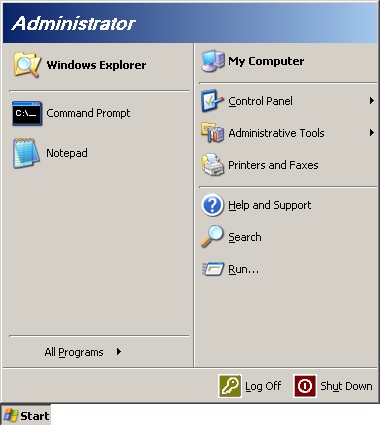 Administrator
Windows Explorer
Command Prompt
Notepad
All Programs
My Computer
Control Panel
Administrative Tools
Printers and Faxes
Help and Support
Search
Run...
Log Off
Shut Down
Start
C:\_